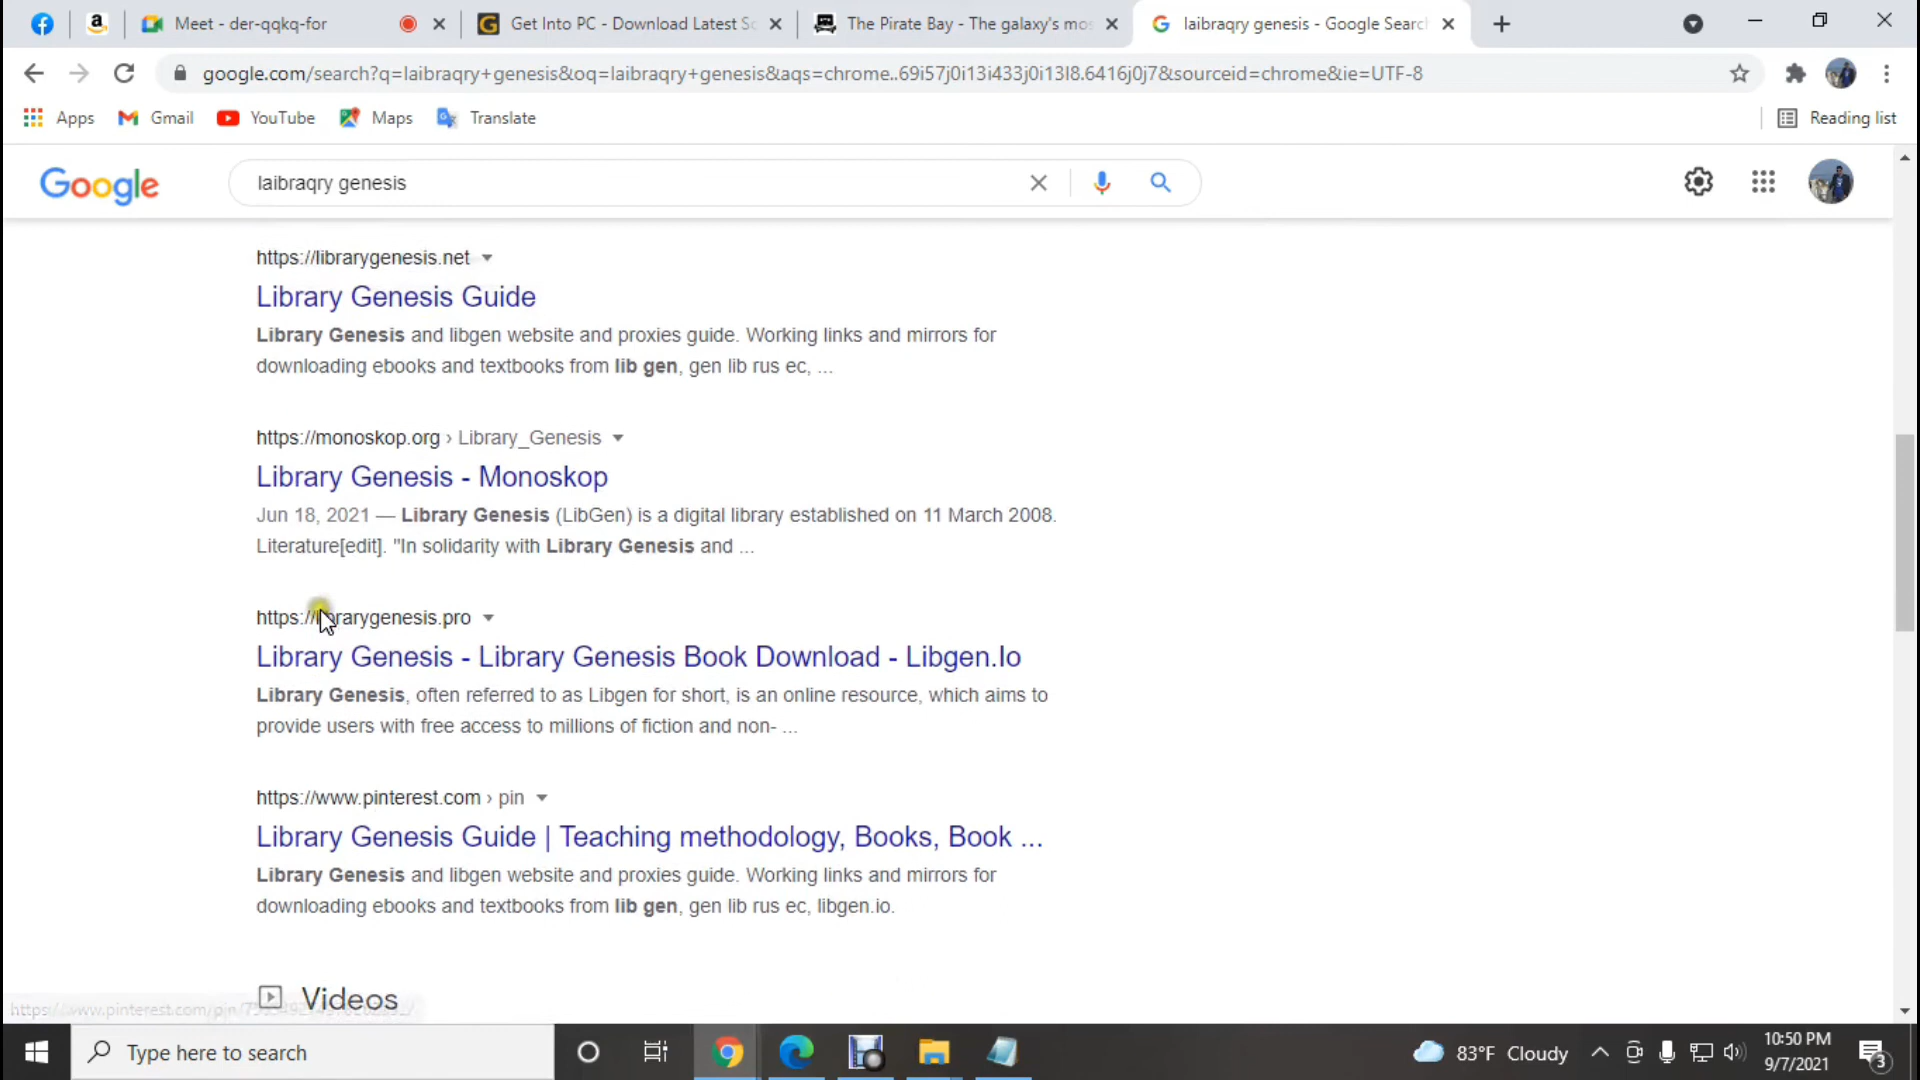 Meet - der-qqkq-for
Get Into PC - Download Latest So
The Pirate Bay - The galaxy's mos
laibraqry genesis - Google Search
google.com/search?q=laibraqry+genesis&oq=laibraqry+genesis&aqs=chrome..69i57j0i13i433j0i13l8.6416j0j7&sourceid=chrome&ie=UTF-8
Apps Gmail YouTube Maps Translate Reading list
Google laibraqry genesis
https://librarygenesis.net
Library Genesis Guide
Library Genesis and libgen website and proxies guide. Working links and mirrors for
downloading ebooks and textbooks from lib gen, gen lib rus ec, ...
https://monoskop.org › Library_Genesis
Library Genesis - Monoskop
Jun 18, 2021 — Library Genesis (LibGen) is a digital library established on 11 March 2008.
Literature[edit]. "In solidarity with Library Genesis and ...
https://librarygenesis.pro
Library Genesis - Library Genesis Book Download - Libgen.Io
Library Genesis, often referred to as Libgen for short, is an online resource, which aims to
provide users with free access to millions of fiction and non- ...
https://www.pinterest.com › pin
Library Genesis Guide | Teaching methodology, Books, Book ...
Library Genesis and libgen website and proxies guide. Working links and mirrors for
downloading ebooks and textbooks from lib gen, gen lib rus ec, libgen.io.
Videos
Type here to search
83°F Cloudy
10:50 PM
9/7/2021
3